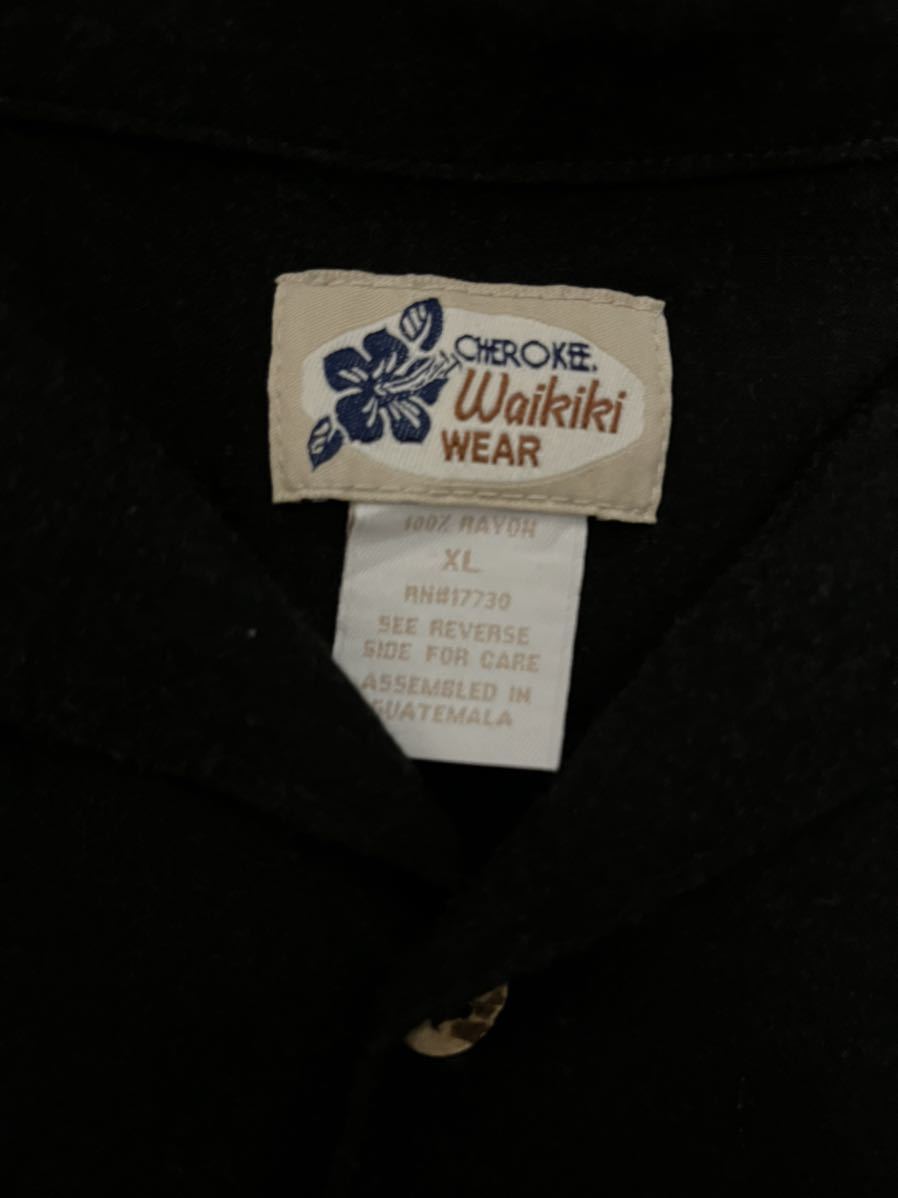 CHEROKEE.
Waikiki
WEAR
100% RAYON
XL
RN#17730
SEE REVERSE
SIDE FOR CARE
ASSEMBLED IN
GUATEMALA